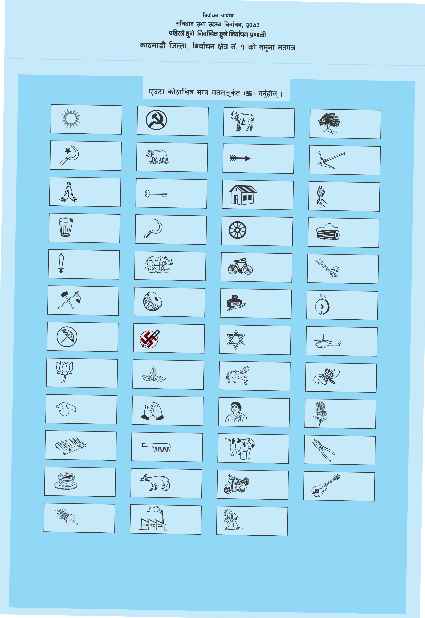 निर्वाचन आयोग
संविधान सभा सदस्य निर्वाचन, २०६४
पहिलो हुने निर्वाचित हुने निर्वाचन प्रणाली
काठमाडौं जिल्ला निर्वाचन क्षेत्र नं. १ को नमूना मतपत्र
एउटा कोठाभित्र मात्र मतसङ्केत गर्नुहोस् ।